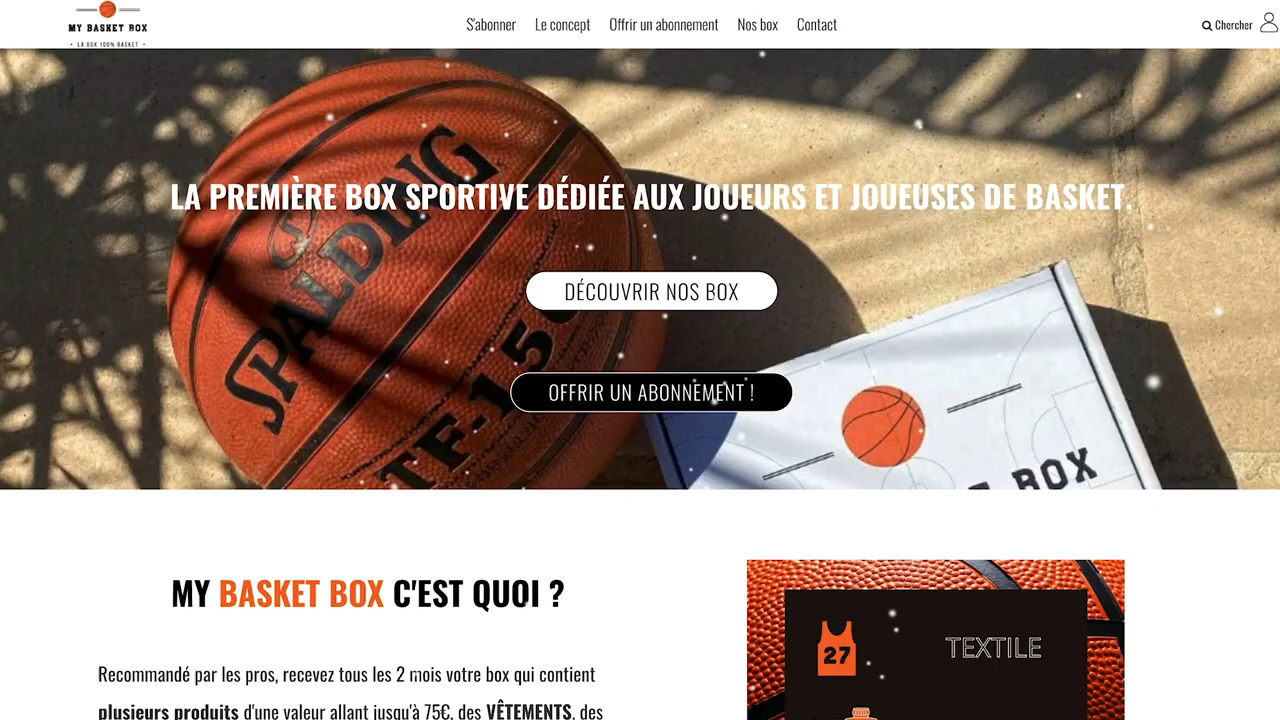 MY BASKET BOX
• LA BOX 100% BASKET •
S'abonner Le concept Offrir un abonnement Nos box Contact
Chercher
LA PREMIÈRE BOX SPORTIVE DÉDIÉE AUX JOUEURS ET JOUEUSES DE BASKET.
SPALDING
TF-150
DÉCOUVRIR NOS BOX
OFFRIR UN ABONNEMENT !
BOX
MY BASKET BOX C'EST QUOI ?
27
TEXTILE
Recommandé par les pros, recevez tous les 2 mois votre box qui contient
plusieurs produits d'une valeur allant jusqu'à 75€, des VÊTEMENTS, des